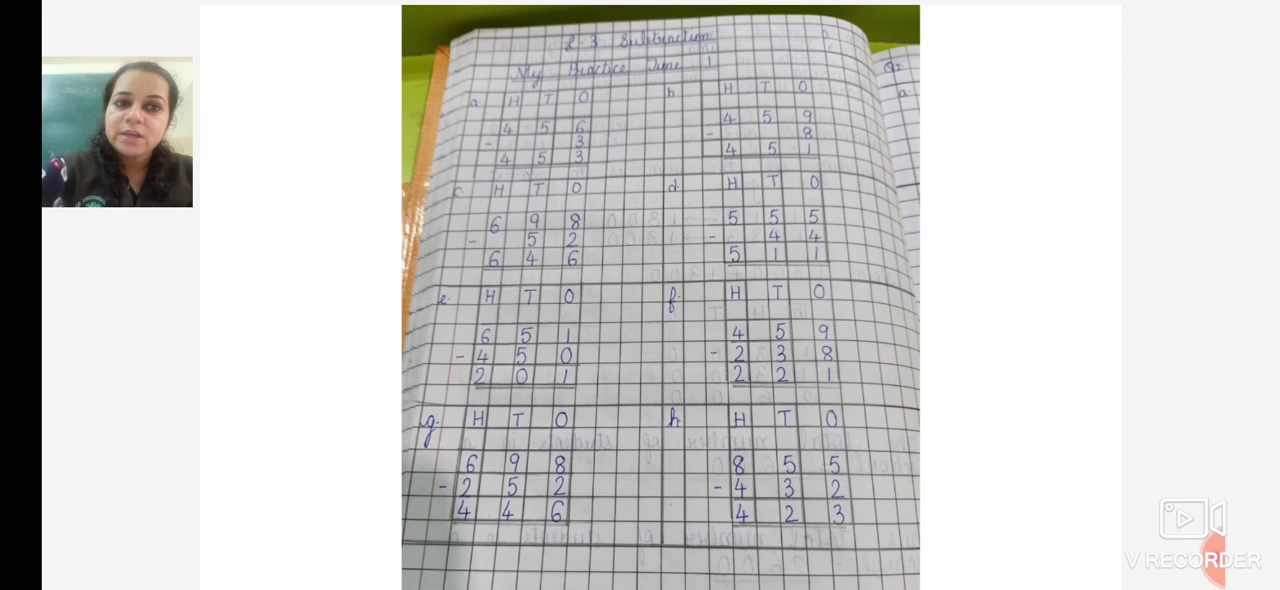 L-3 Subtraction
My Practice Time 1
a H T O
4 5 6
- 3
4 5 3
b H T O
4 5 9
- 8
4 5 1
c. H T O
6 9 8
- 5 2
6 4 6
d. H T O
5 5 5
- 4 4
5 1 1
e. H T O
6 5 1
- 4 5 0
2 0 1
f. H T O
4 5 9
- 2 3 8
2 2 1
g. H T O
6 9 8
- 2 5 2
4 4 6
h. H T O
8 5 5
- 4 3 2
4 2 3
Q2
a.
V RECORDER